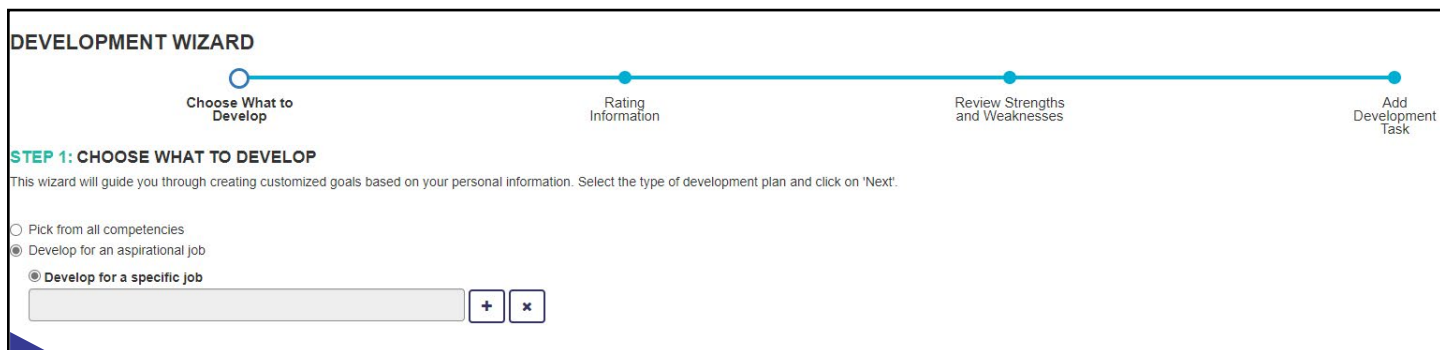 DEVELOPMENT WIZARD
Choose What to
Develop
Rating
Information
Review Strengths
and Weaknesses
Add
Development
Task
STEP 1: CHOOSE WHAT TO DEVELOP
This wizard will guide you through creating customized goals based on your personal information. Select the type of development plan and click on 'Next'.
Pick from all competencies
Develop for an aspirational job
Develop for a specific job